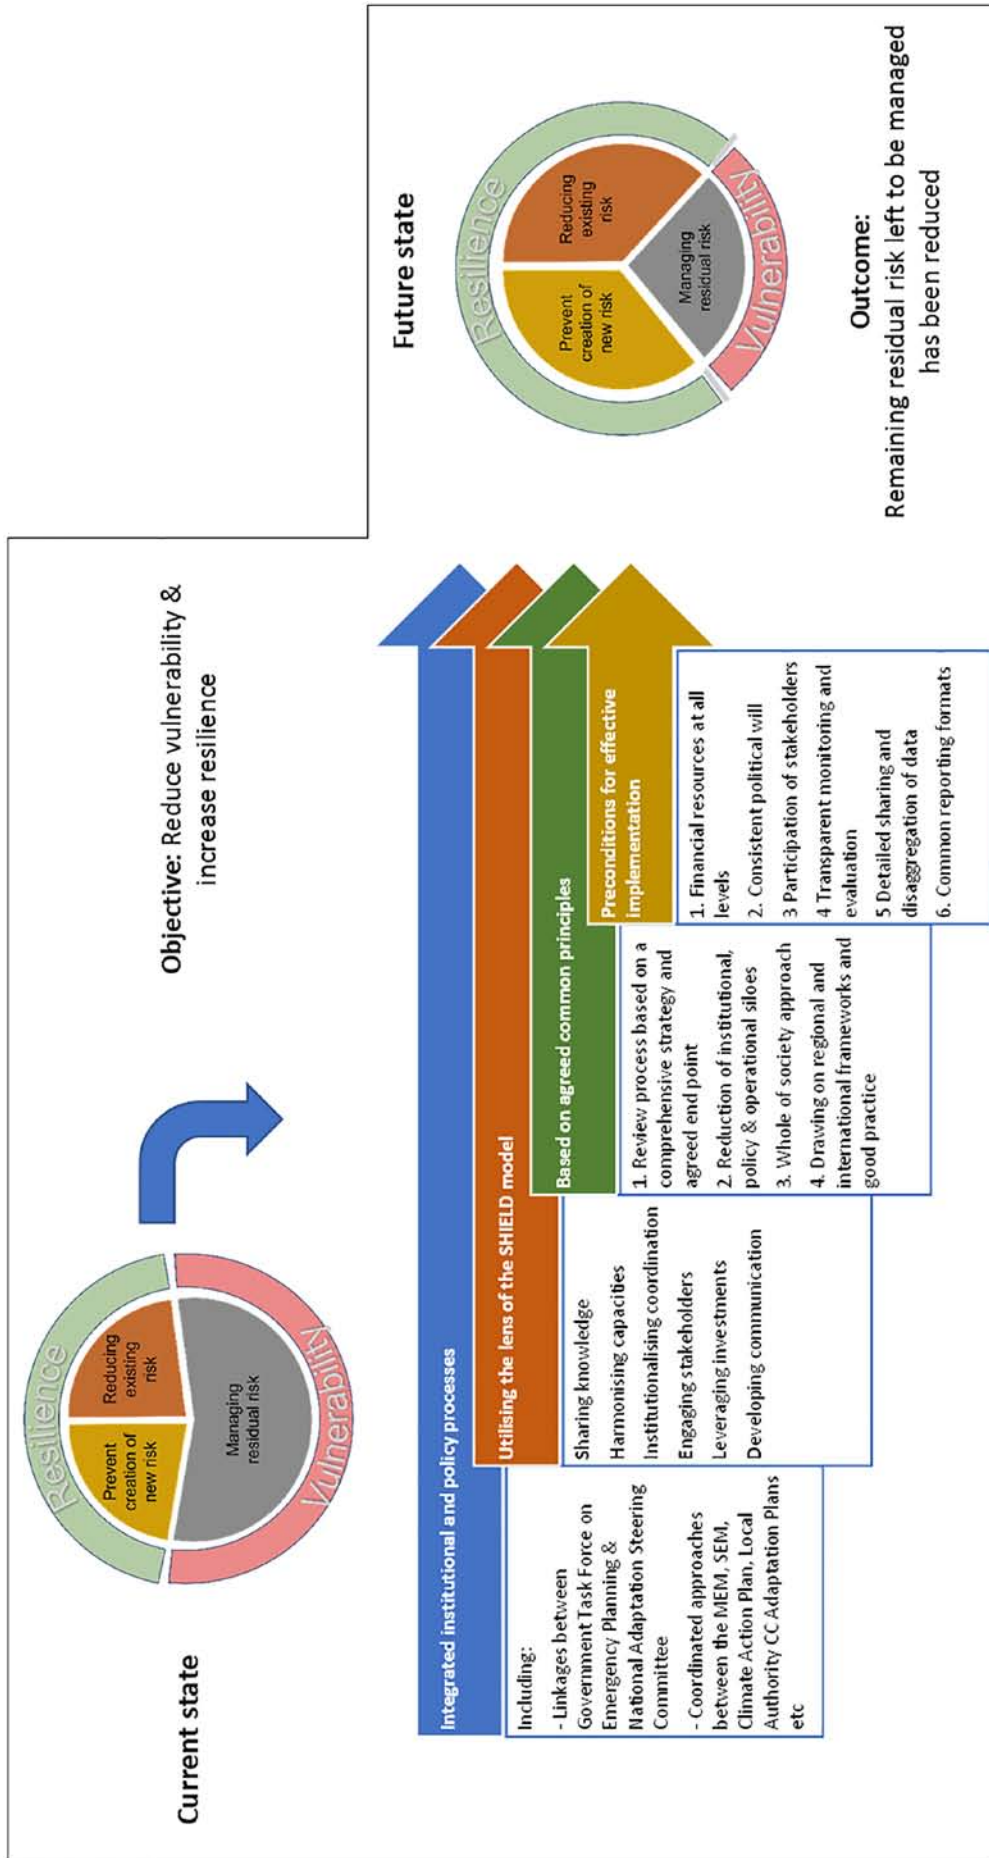 Current state
Resilience
Prevent
creation of
new risk
Reducing
existing
risk
Managing
residual risk
Vulnerability
Objective: Reduce vulnerability &
increase resilience
Integrated institutional and policy processes
Including:
- Linkages between
Government Task Force on
Emergency Planning &
National Adaptation Steering
Committee
- Coordinated approaches
between the MEM, SEM,
Climate Action Plan, Local
Authority CC Adaptation Plans
etc
Utilising the lens of the SHIELD model
Sharing knowledge
Harmonising capacities
Institutionalising coordination
Engaging stakeholders
Leveraging investments
Developing communication
Based on agreed common principles
1. Review process based on a
comprehensive strategy and
agreed end point
2. Reduction of institutional,
policy & operational siloes
3. Whole of society approach
4. Drawing on regional and
international frameworks and
good practice
Preconditions for effective
implementation
1. Financial resources at all
levels
2. Consistent political will
3 Participation of stakeholders
4 Transparent monitoring and
evaluation
5 Detailed sharing and
disaggregation of data
6. Common reporting formats
Future state
Resilience
Prevent
creation of
new risk
Reducing
existing
risk
Managing
residual risk
Vulnerability
Outcome:
Remaining residual risk left to be managed
has been reduced